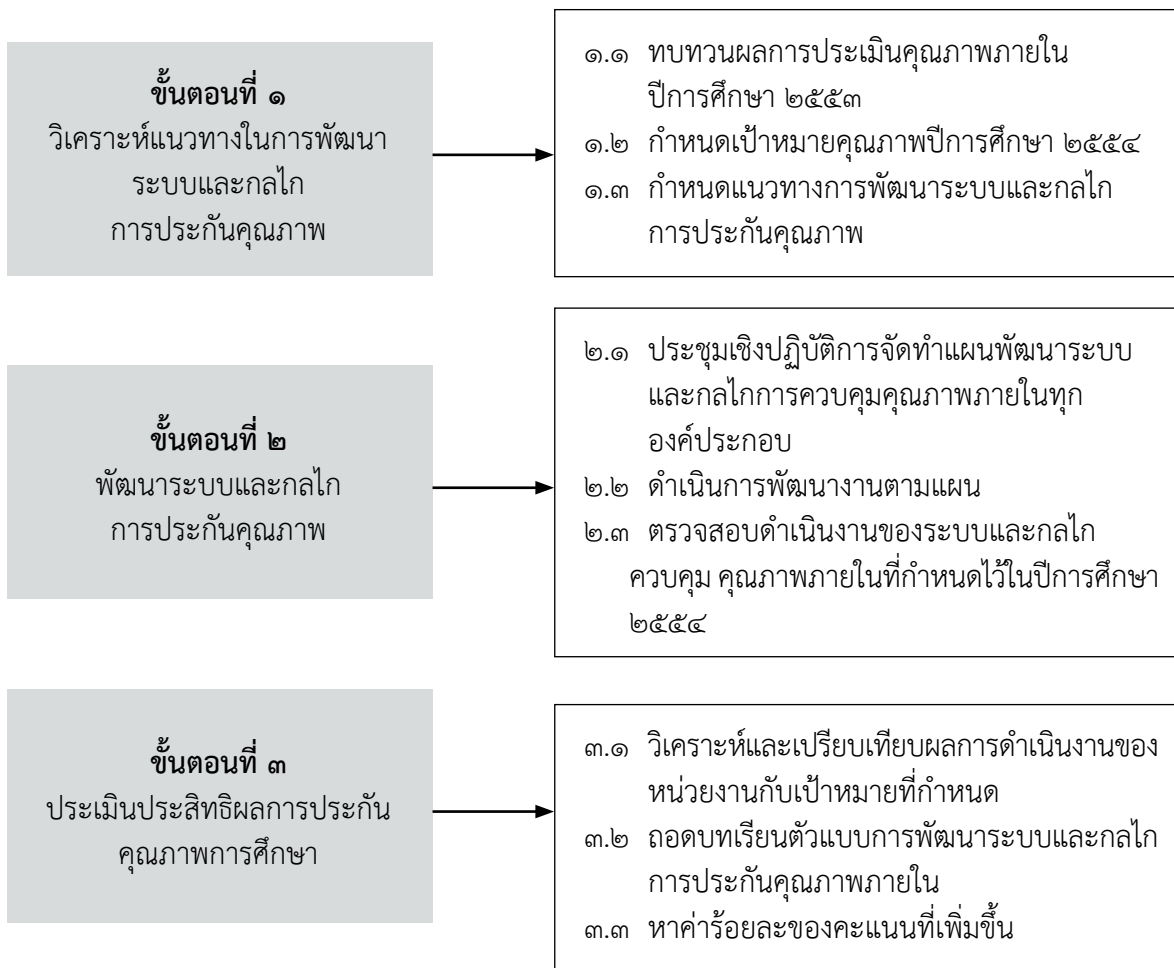 ขั้นตอนที่ ๑
วิเคราะห์แนวทางในการพัฒนา
ระบบและกลไก
การประกันคุณภาพ
๑.๑ ทบทวนผลการประเมินคุณภาพภายใน
ปีการศึกษา ๒๕๕๓
๑.๒ กำหนดเป้าหมายคุณภาพปีการศึกษา ๒๕๕๔
๑.๓ กำหนดแนวทางการพัฒนาระบบและกลไก
การประกันคุณภาพ
ขั้นตอนที่ ๒
พัฒนาระบบและกลไก
การประกันคุณภาพ
๒.๑ ประชุมเชิงปฏิบัติการจัดทำแผนพัฒนาระบบ
และกลไกการควบคุมคุณภาพภายในทุก
องค์ประกอบ
๒.๒ ดำเนินการพัฒนางานตามแผน
๒.๓ ตรวจสอบดำเนินงานของระบบและกลไก
ควบคุม คุณภาพภายในที่กำหนดไว้ในปีการศึกษา
๒๕๕๔
ขั้นตอนที่ ๓
ประเมินประสิทธิผลการประกัน
คุณภาพการศึกษา
๓.๑ วิเคราะห์และเปรียบเทียบผลการดำเนินงานของ
หน่วยงานกับเป้าหมายที่กำหนด
๓.๒ ถอดบทเรียนตัวแบบการพัฒนาระบบและกลไก
การประกันคุณภาพภายใน
๓.๓ หาค่าร้อยละของคะแนนที่เพิ่มขึ้น